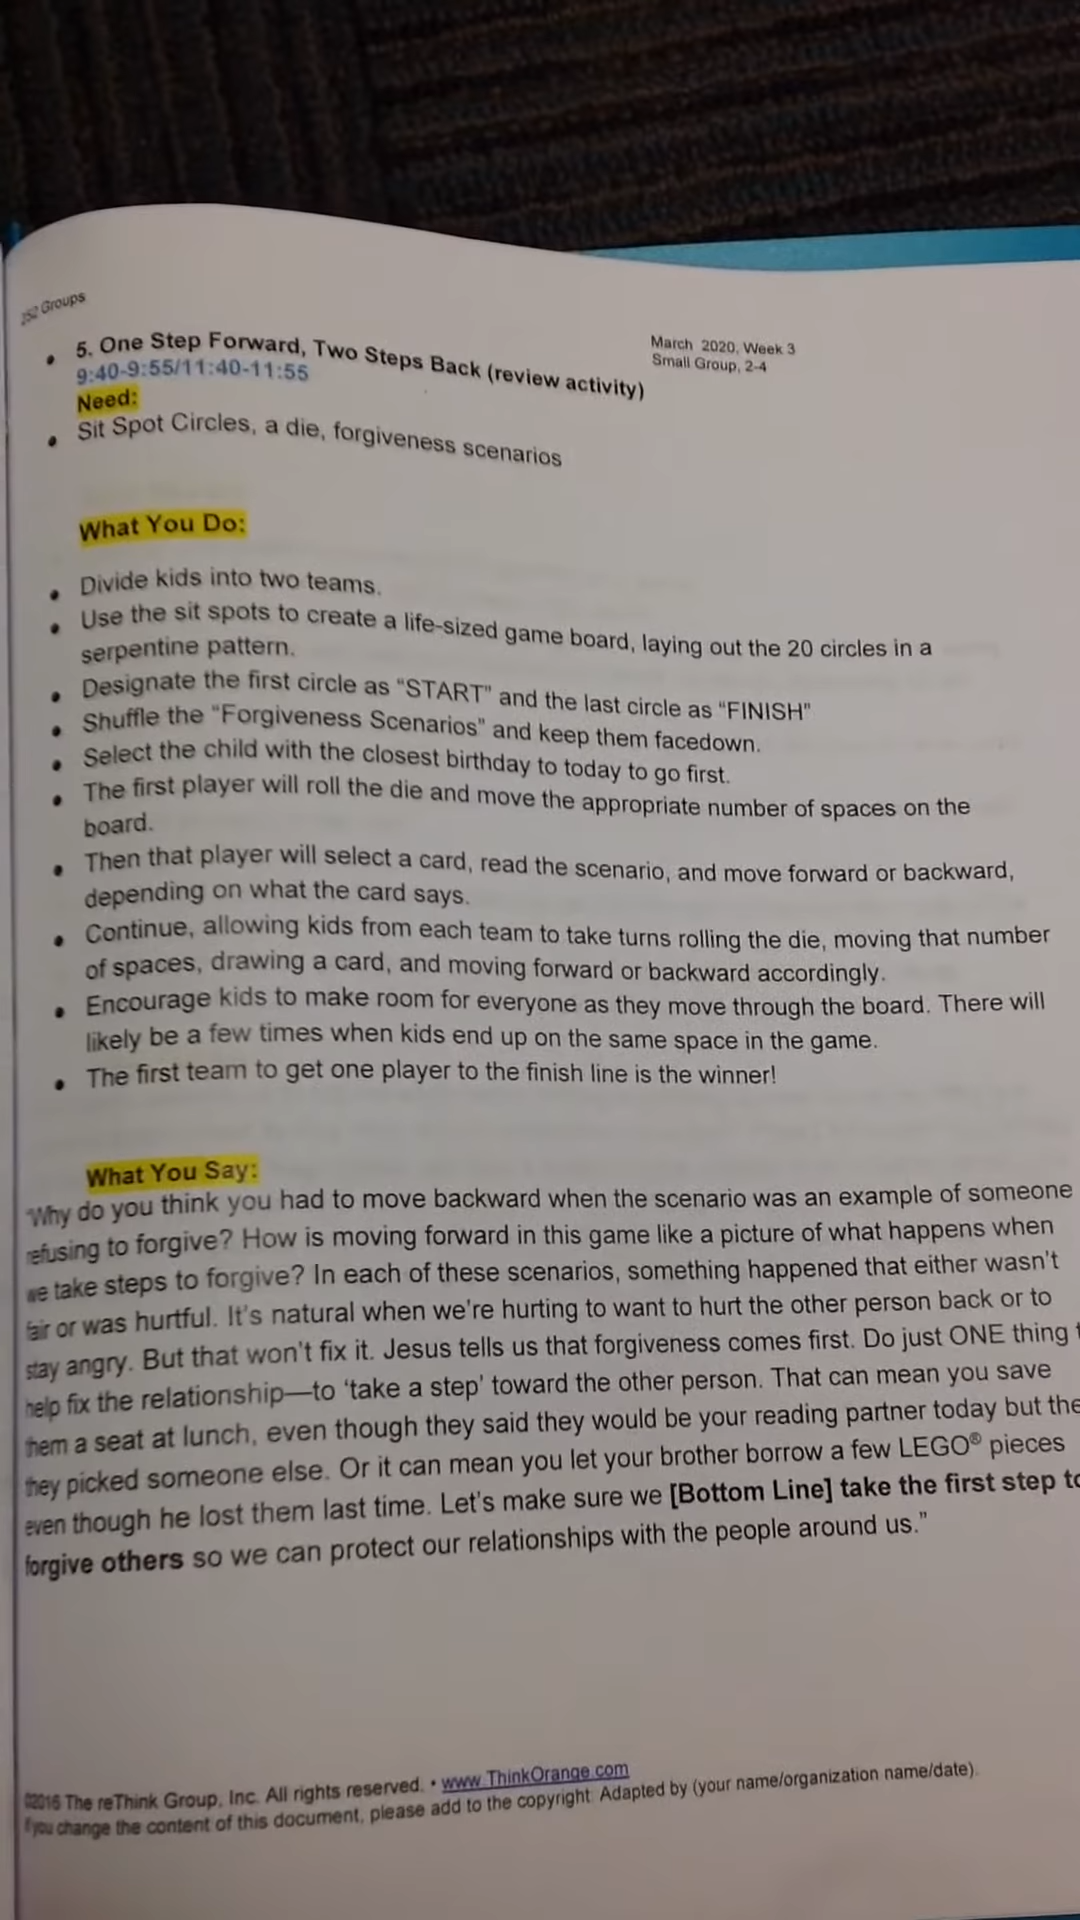 252 Groups
March 2020, Week 3
Small Group, 2-4
• 5. One Step Forward, Two Steps Back (review activity)
9:40-9:55/11:40-11:55
Need:
• Sit Spot Circles, a die, forgiveness scenarios
What You Do:
• Divide kids into two teams.
• Use the sit spots to create a life-sized game board, laying out the 20 circles in a
serpentine pattern.
• Designate the first circle as “START” and the last circle as “FINISH”
• Shuffle the “Forgiveness Scenarios” and keep them facedown.
• Select the child with the closest birthday to today to go first.
• The first player will roll the die and move the appropriate number of spaces on the
board.
• Then that player will select a card, read the scenario, and move forward or backward,
depending on what the card says.
• Continue, allowing kids from each team to take turns rolling the die, moving that number
of spaces, drawing a card, and moving forward or backward accordingly.
• Encourage kids to make room for everyone as they move through the board. There will
likely be a few times when kids end up on the same space in the game.
• The first team to get one player to the finish line is the winner!
What You Say:
“Why do you think you had to move backward when the scenario was an example of someone
refusing to forgive? How is moving forward in this game like a picture of what happens when
we take steps to forgive? In each of these scenarios, something happened that either wasn’t
fair or was hurtful. It’s natural when we’re hurting to want to hurt the other person back or to
stay angry. But that won’t fix it. Jesus tells us that forgiveness comes first. Do just ONE thing t
help fix the relationship—to ‘take a step’ toward the other person. That can mean you save
them a seat at lunch, even though they said they would be your reading partner today but the
they picked someone else. Or it can mean you let your brother borrow a few LEGO® pieces
even though he lost them last time. Let’s make sure we [Bottom Line] take the first step to
forgive others so we can protect our relationships with the people around us.”
©2016 The reThink Group, Inc. All rights reserved. • www.ThinkOrange.com
If you change the content of this document, please add to the copyright: Adapted by (your name/organization name/date).